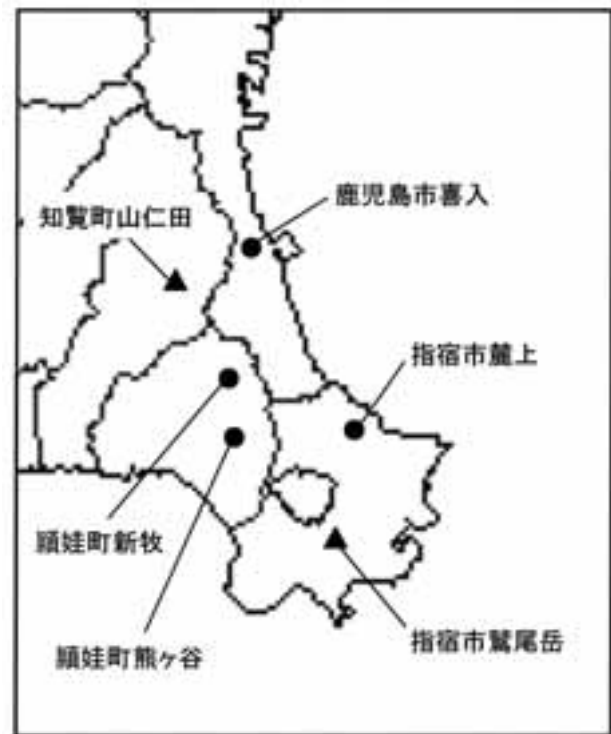 鹿児島市喜入
知覧町山仁田
指宿市麓上
頴娃町新牧
指宿市鷲尾岳
頴娃町熊ヶ谷